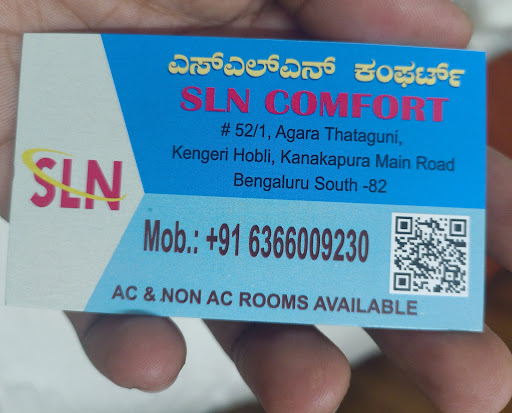 ಎಸ್ಎಲ್ಎನ್ ಕಂಫರ್ಟ್
SLN COMFORT
# 52/1, Agara Thataguni,
Kengeri Hobli, Kanakapura Main Road
Bengaluru South -82
SLN
Mob.: +91 6366009230
AC & NON AC ROOMS AVAILABLE